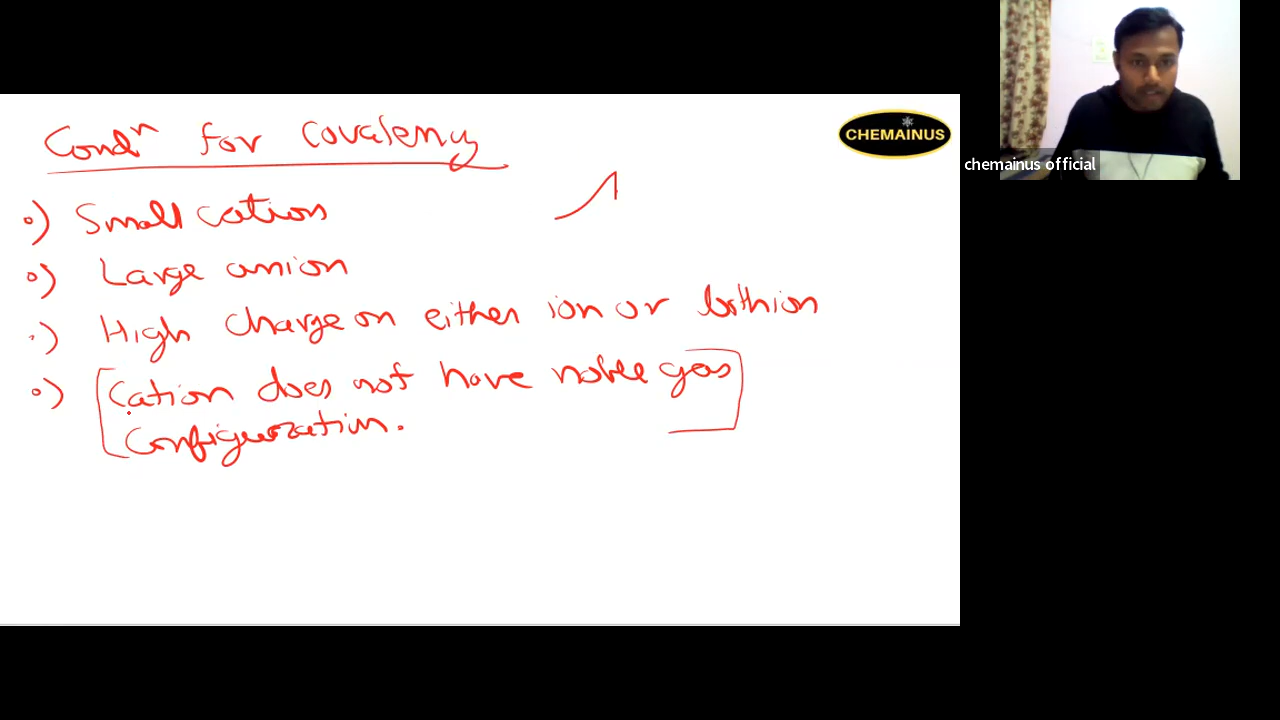 Condⁿ for Covalency
CHEMAINUS
chemainus official
o) Small cation
o) Large anion
o) High charge on either ion or both ion
o) Cation does not have noble gas
Configuration.